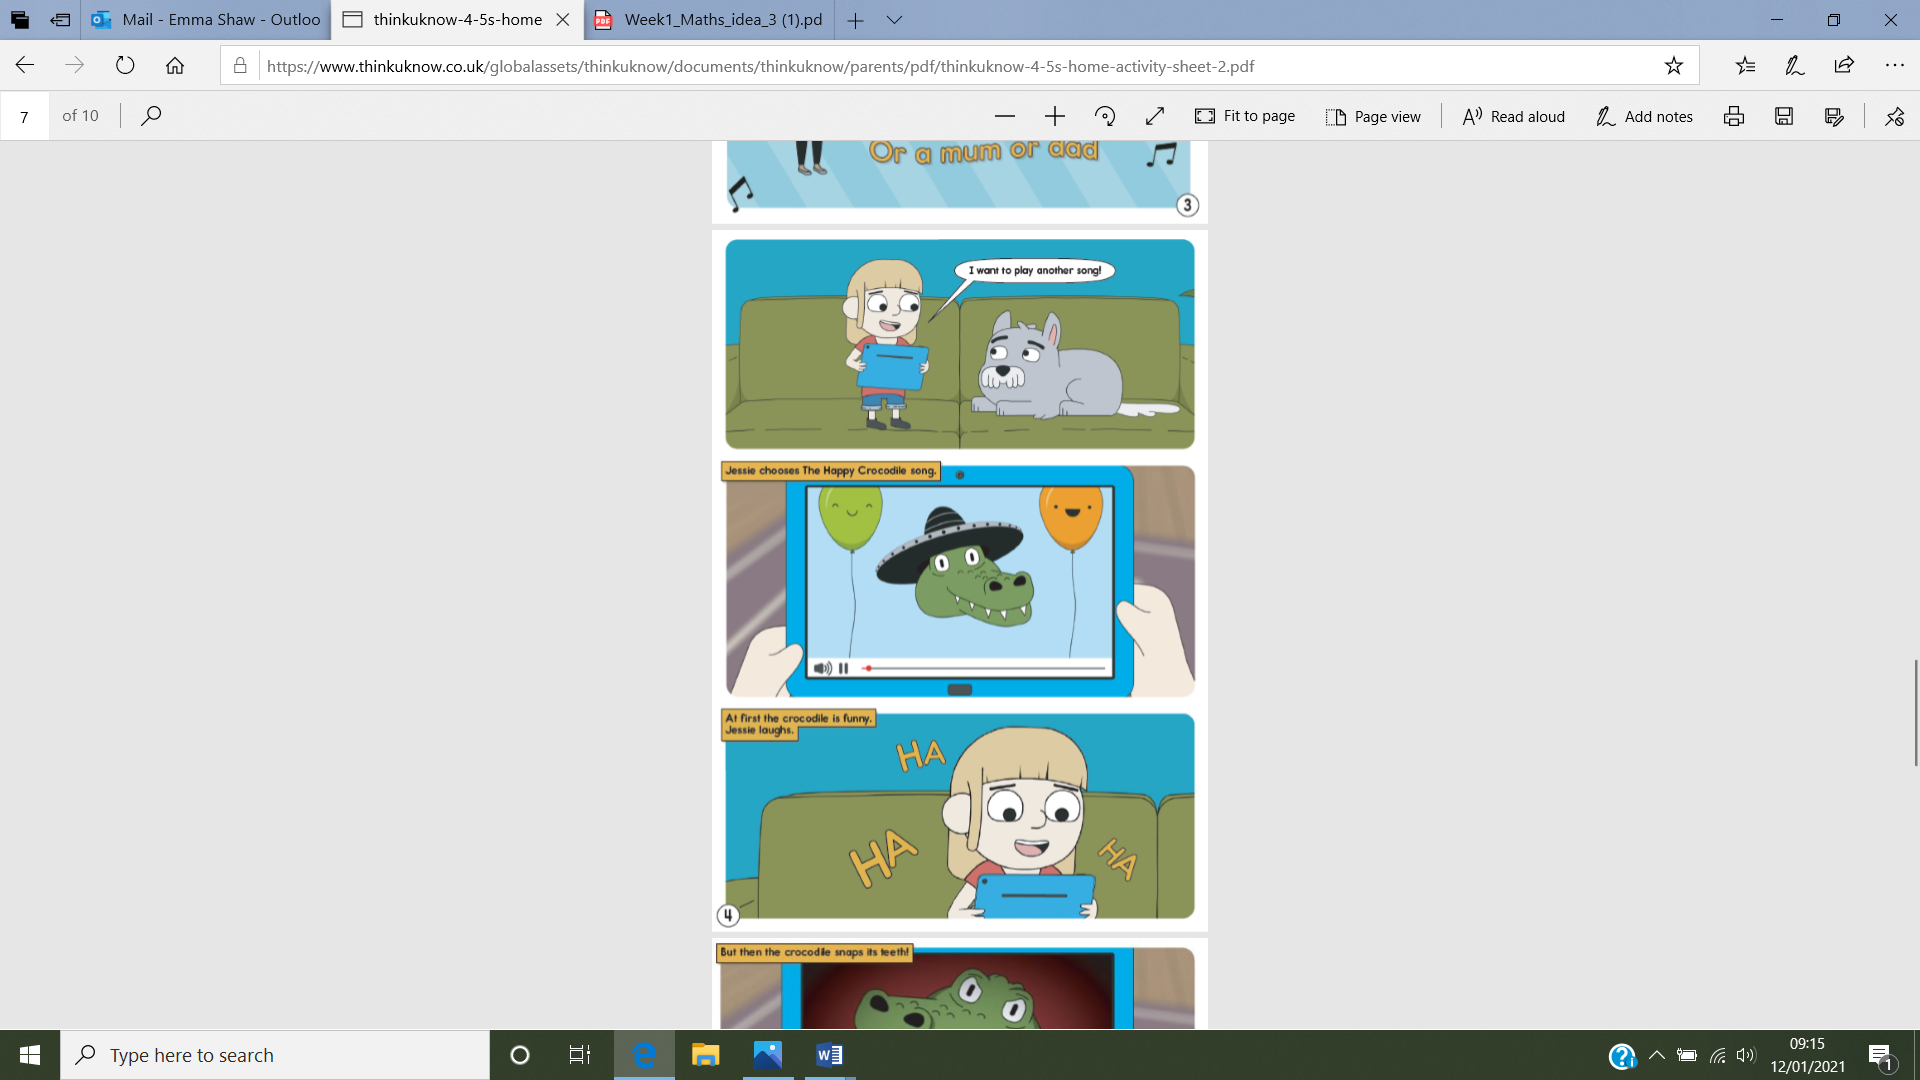 Mail - Emma Shaw - Outloo
thinkuknow-4-5s-home
Week1_Maths_idea_3 (1).pd
https://www.thinkuknow.co.uk/globalassets/thinkuknow/documents/thinkuknow/parents/pdf/thinkuknow-4-5s-home-activity-sheet-2.pdf
7 of 10
Fit to page
Page view
Read aloud
Add notes
Or a mum or dad
3
I want to play another song!
Jessie chooses The Happy Crocodile song.
At first the crocodile is funny.
Jessie laughs.
HA
HA
HA
4
But then the crocodile snaps its teeth!
Type here to search
09:15
12/01/2021
1